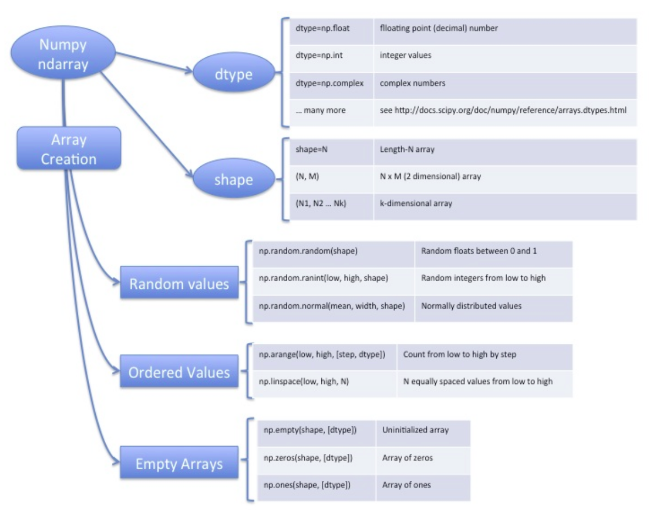 Numpy
ndarray
dtype
dtype=np.float flloating point (decimal) number
dtype=np.int integer values
dtype=np.complex complex numbers
... many more see http://docs.scipy.org/doc/numpy/reference/arrays.dtypes.html
Array
Creation
shape
shape=N Length-N array
(N, M) N x M (2 dimensional) array
(N1, N2 ... Nk) k-dimensional array
Random values
np.random.random(shape) Random floats between 0 and 1
np.random.ranint(low, high, shape) Random integers from low to high
np.random.normal(mean, width, shape) Normally distributed values
Ordered Values
np.arange(low, high, [step, dtype]) Count from low to high by step
np.linspace(low, high, N) N equally spaced values from low to high
Empty Arrays
np.empty(shape, [dtype]) Uninitialized array
np.zeros(shape, [dtype]) Array of zeros
np.ones(shape, [dtype]) Array of ones